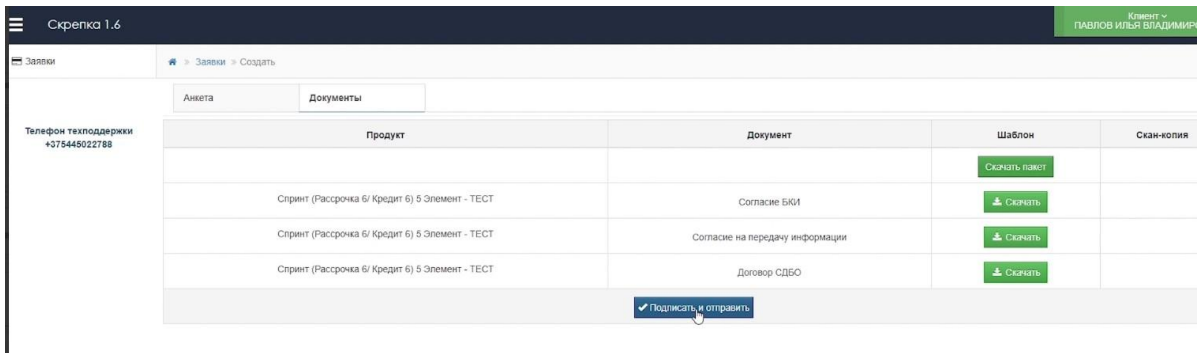 Скрепка 1.6
Клиент
ПАВЛОВ ИЛЬЯ
Заявки
Заявки » Создать
Анкета
Документы
Телефон техподдержки
+375445022788
Продукт
Документ
Шаблон
Скан-копия
Скачать пакет
Спринт (Рассрочка 6/ Кредит 6) 5 Элемент - ТЕСТ
Согласие БКИ
Скачать
Спринт (Рассрочка 6/ Кредит 6) 5 Элемент - ТЕСТ
Согласие на передачу информации
Скачать
Спринт (Рассрочка 6/ Кредит 6) 5 Элемент - ТЕСТ
Договор СДБО
Скачать
Подписать и отправить